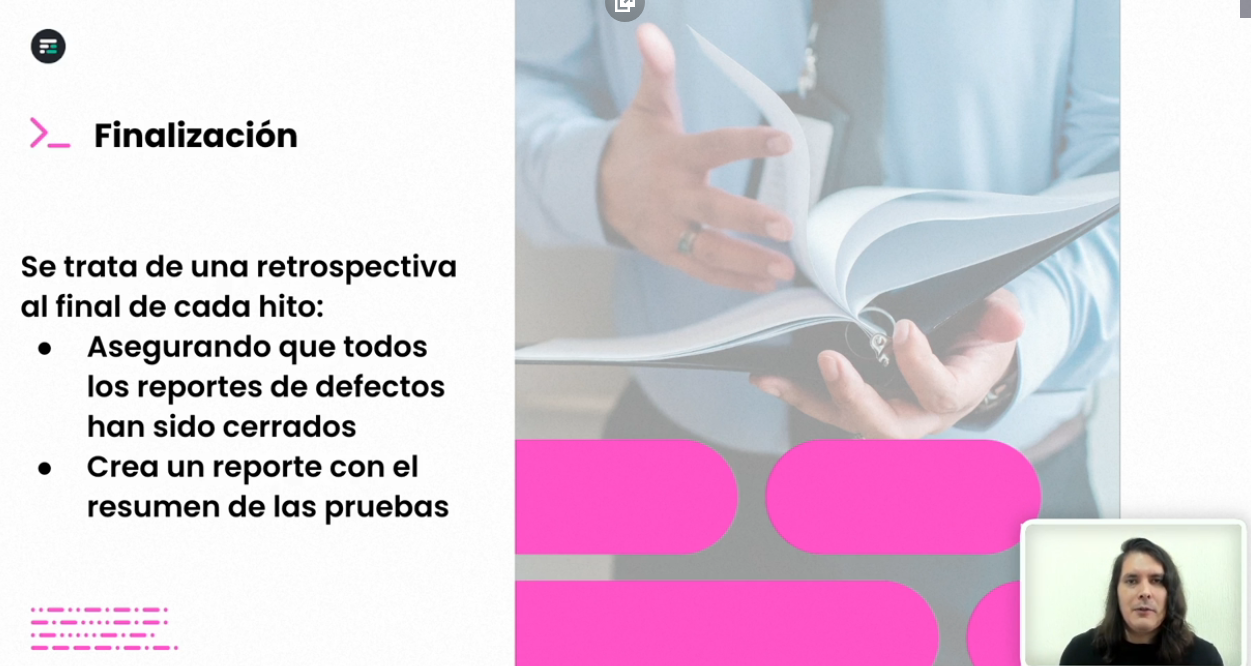 Finalización
Se trata de una retrospectiva
al final de cada hito:
● Asegurando que todos
los reportes de defectos
han sido cerrados
● Crea un reporte con el
resumen de las pruebas